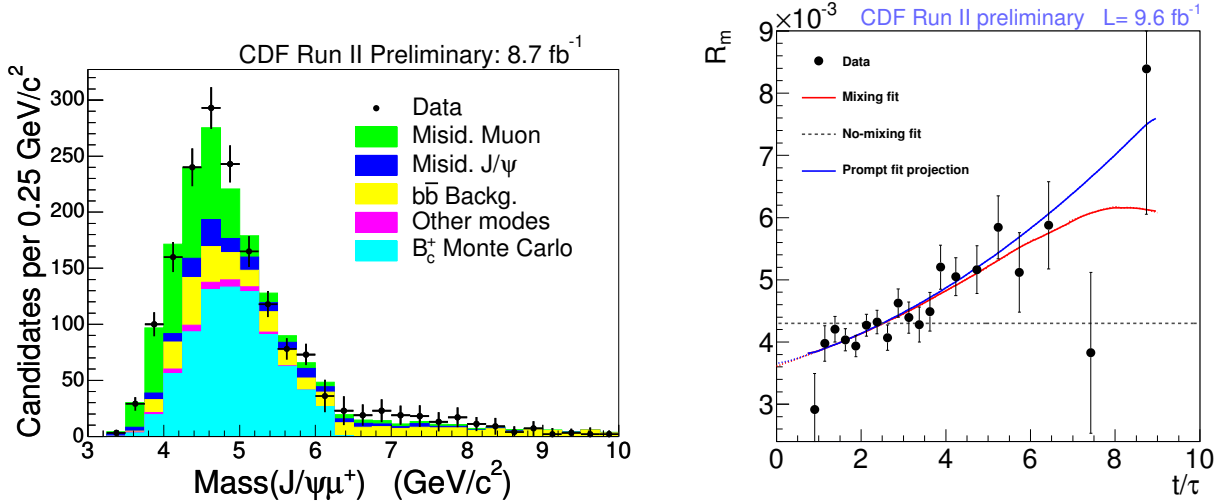 CDF Run II Preliminary: 8.7 fb⁻¹
Candidates per 0.25 GeV/c²
300
250
200
150
100
50
0
Data
Misid. Muon
Misid. J/ψ
bb̅ Backg.
Other modes
B_c⁺ Monte Carlo
3 4 5 6 7 8 9 10
Mass(J/ψμ⁺) (GeV/c²)
CDF Run II preliminary L= 9.6 fb⁻¹
×10⁻³
R_m
9
8
7
6
5
4
3
Data
Mixing fit
No-mixing fit
Prompt fit projection
0 2 4 6 8 10
t/τ